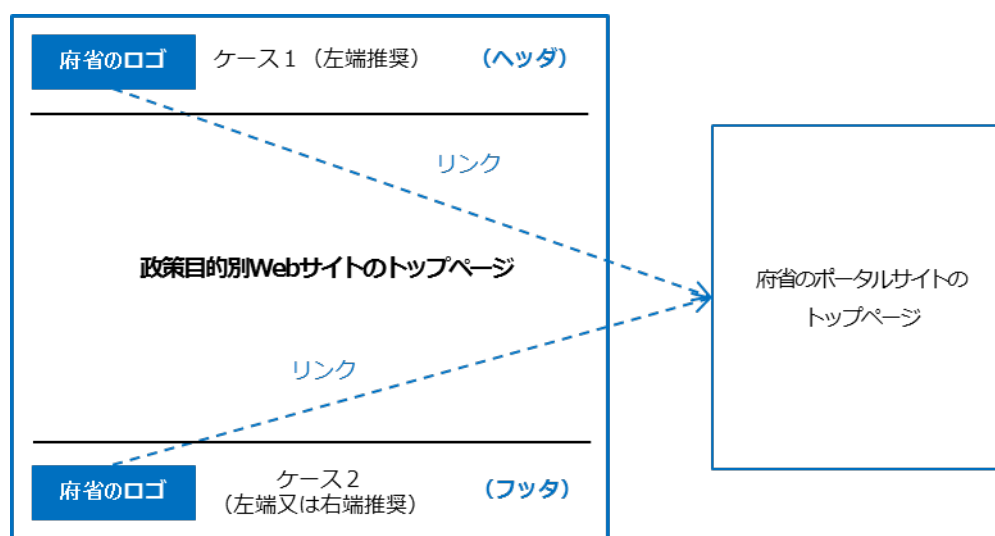 府省のロゴ
ケース１（左端推奨）
（ヘッダ）
リンク
政策目的別Webサイトのトップページ
府省のポータルサイトの
トップページ
リンク
府省のロゴ
ケース２
（左端又は右端推奨）
（フッタ）